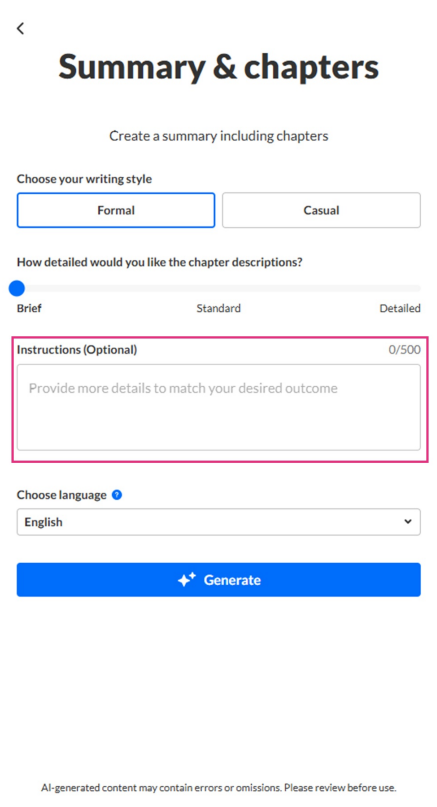 Summary & chapters
Create a summary including chapters
Choose your writing style
Formal Casual
How detailed would you like the chapter descriptions?
Brief Standard Detailed
Instructions (Optional) 0/500
Provide more details to match your desired outcome
Choose language ?
English
Generate
AI-generated content may contain errors or omissions. Please review before use.